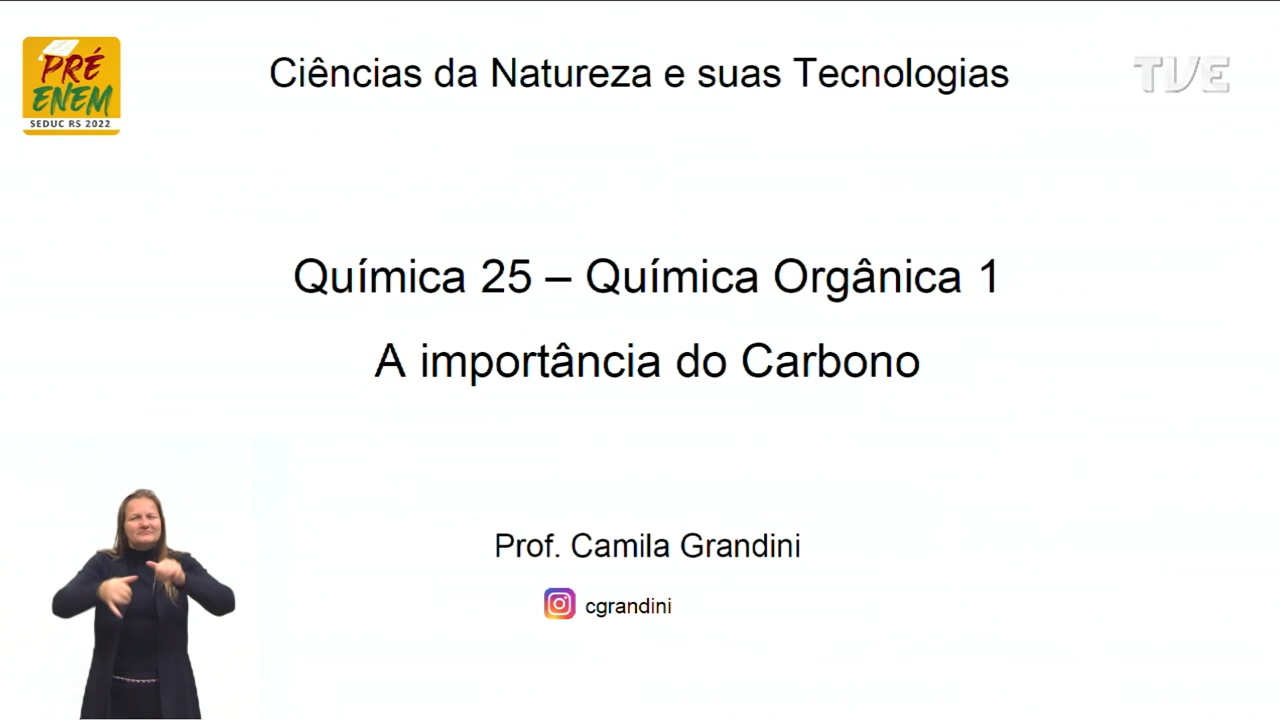 PRÉ
ENEM
SEDUC RS 2022
Ciências da Natureza e suas Tecnologias
TVE
Química 25 – Química Orgânica 1
A importância do Carbono
Prof. Camila Grandini
cgrandini